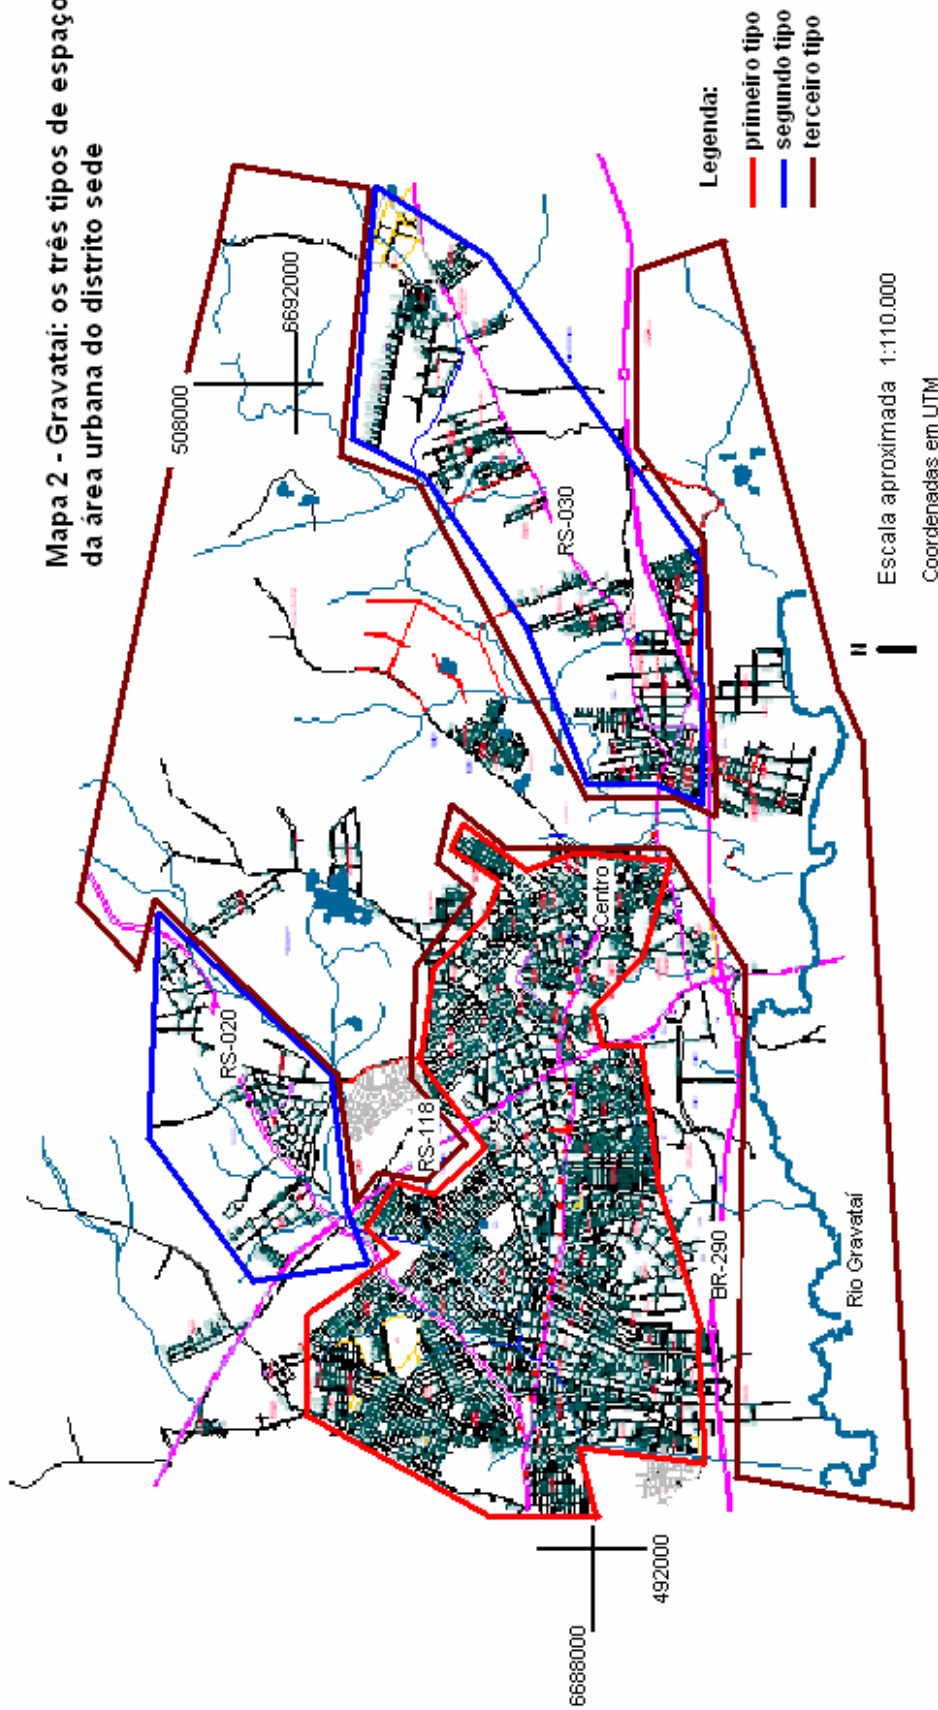 Mapa 2 - Gravataí: os três tipos de espaço
da área urbana do distrito sede
508000
6692000
RS-020
RS-118
RS-030
Centro
BR-290
Rio Gravataí
6688000
492000
N
Escala aproximada 1:110.000
Coordenadas em UTM
Legenda:
primeiro tipo
segundo tipo
terceiro tipo